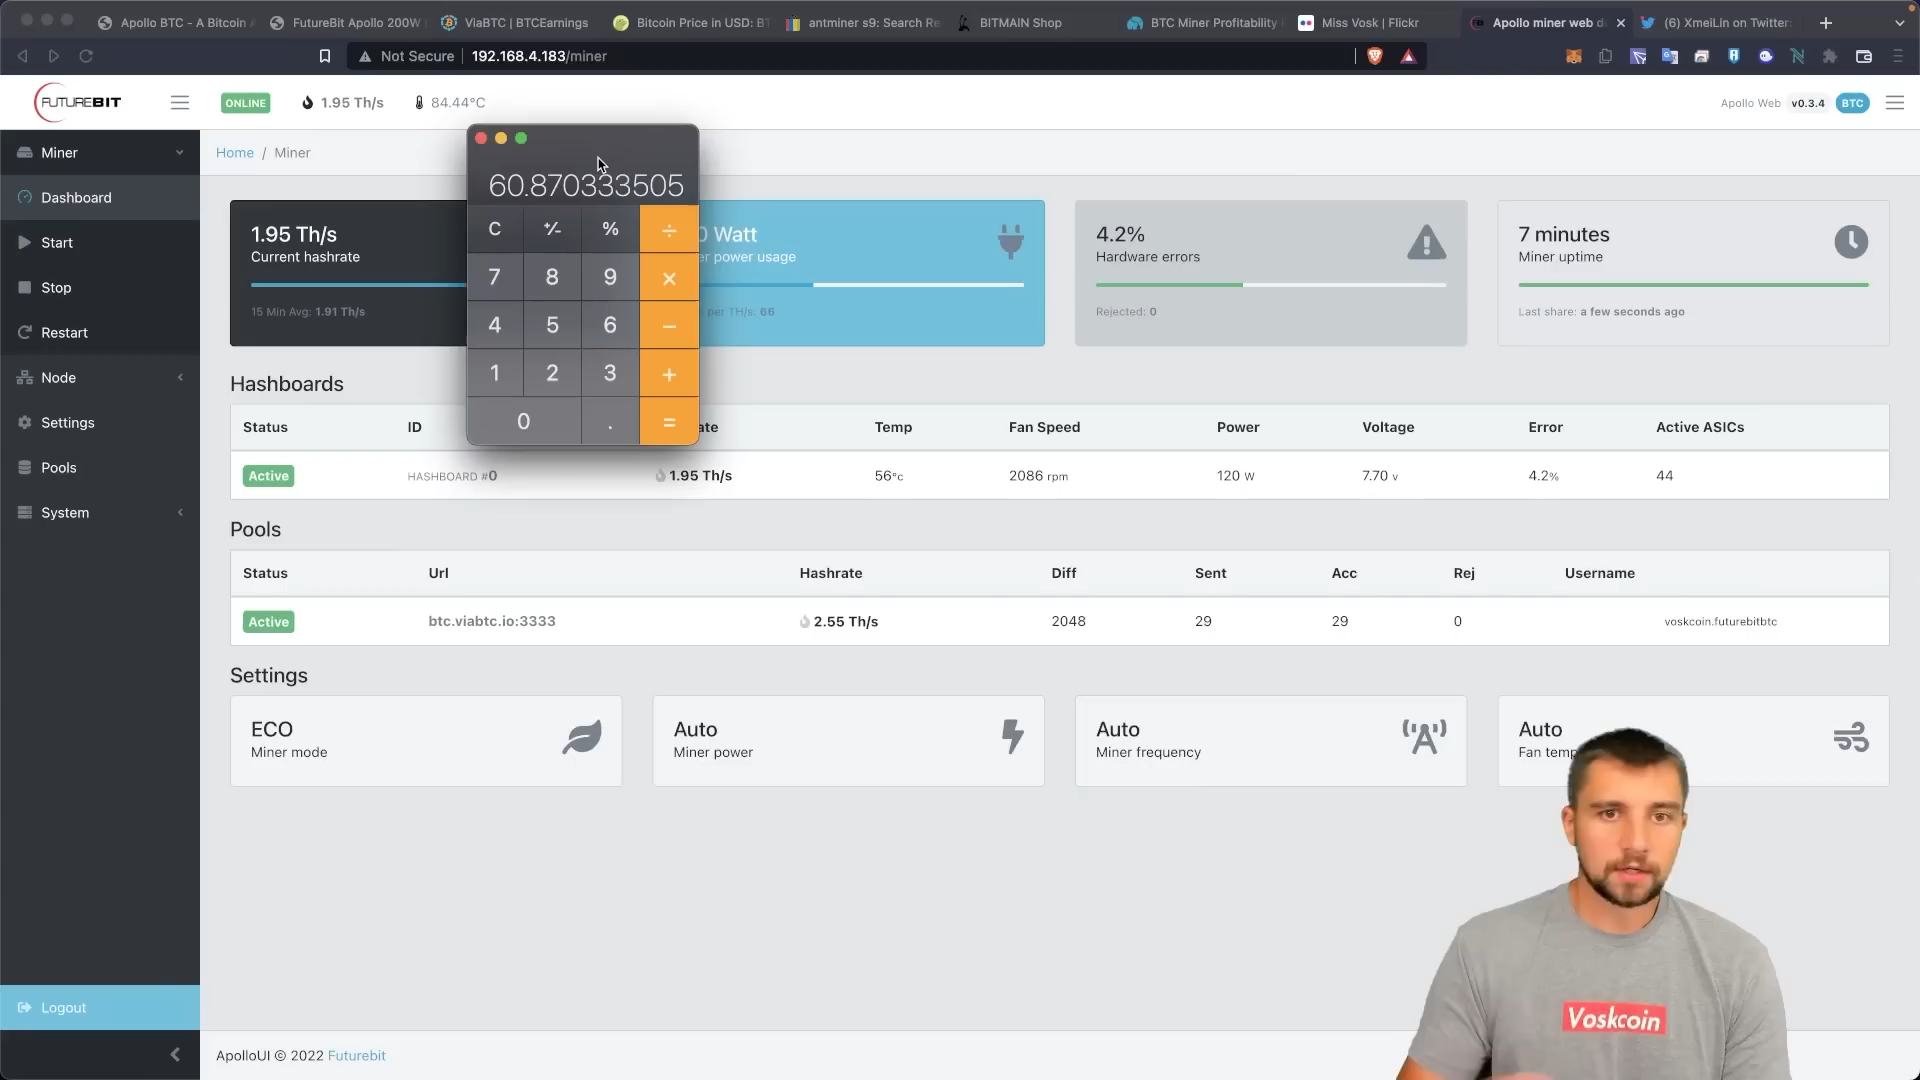 Apollo BTC - A Bitcoin
FutureBit Apollo 200W
ViaBTC | BTCEarnings
Bitcoin Price in USD: BT
antminer s9: Search Re
BITMAIN Shop
BTC Miner Profitability
Miss Vosk | Flickr
Apollo miner web d
(6) XmeiLin on Twitter:
Not Secure
192.168.4.183/miner
FUTUREBIT
ONLINE
1.95 Th/s
84.44°C
Apollo Web
v0.3.4
BTC
Miner
Dashboard
Start
Stop
Restart
Node
Settings
Pools
System
Logout
Home / Miner
60.870333505
C +/- % ÷
7 8 9 ×
4 5 6 −
1 2 3 +
0 . =
1.95 Th/s
Current hashrate
15 Min Avg: 1.91 Th/s
0 Watt
er power usage
per TH/s: 66
4.2%
Hardware errors
Rejected: 0
7 minutes
Miner uptime
Last share: a few seconds ago
Hashboards
Status ID ate Temp Fan Speed Power Voltage Error Active ASICs
Active HASHBOARD #0 1.95 Th/s 56°c 2086 rpm 120 W 7.70 v 4.2% 44
Pools
Status Url Hashrate Diff Sent Acc Rej Username
Active btc.viabtc.io:3333 2.55 Th/s 2048 29 29 0 voskcoin.futurebitbtc
Settings
ECO
Miner mode
Auto
Miner power
Auto
Miner frequency
Auto
Fan temp
Voskcoin
ApolloUI © 2022 Futurebit